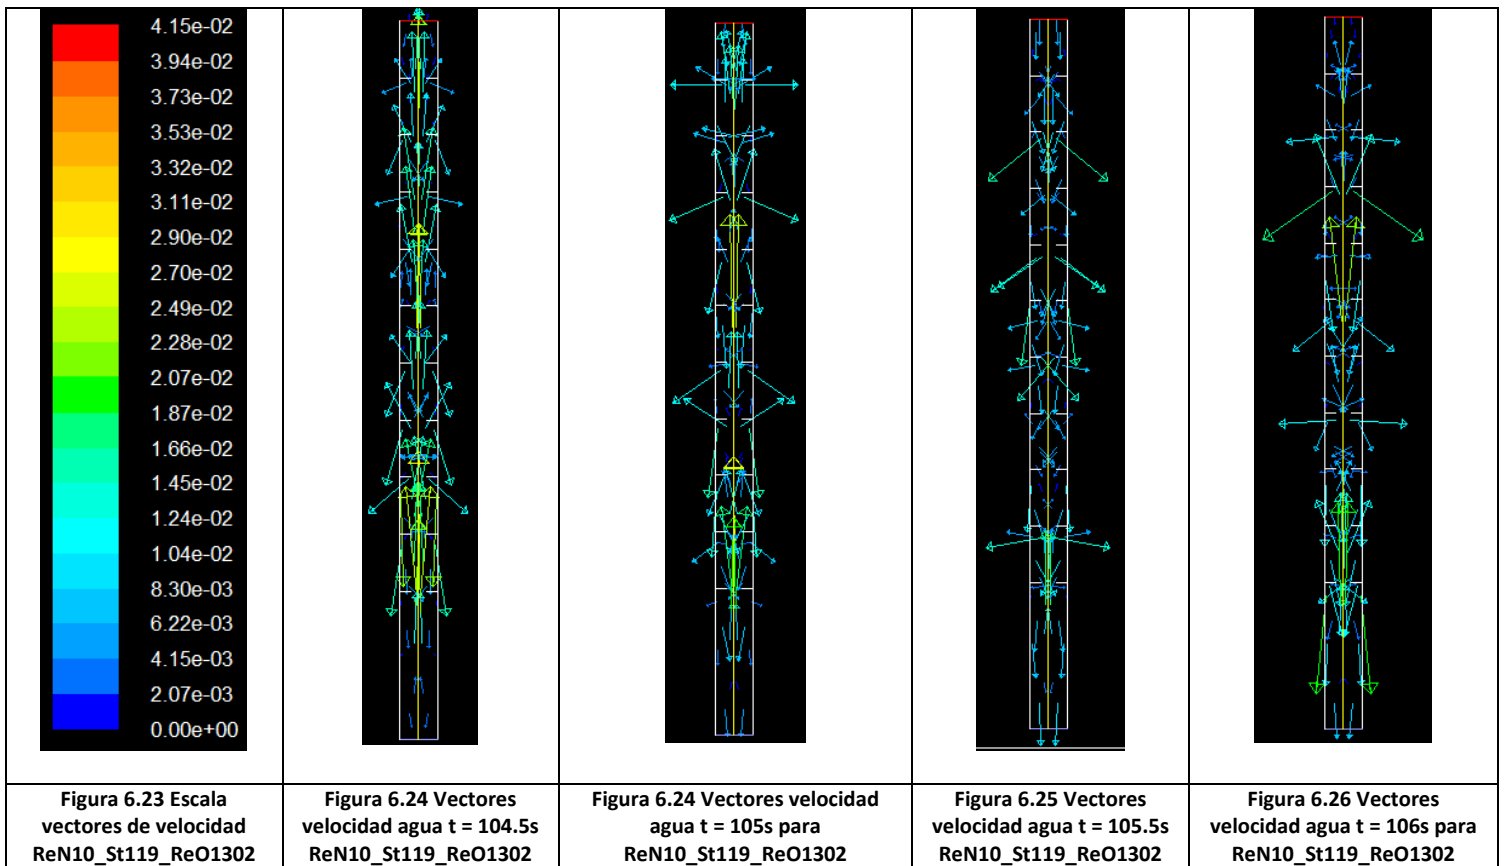 4.15e-02
3.94e-02
3.73e-02
3.53e-02
3.32e-02
3.11e-02
2.90e-02
2.70e-02
2.49e-02
2.28e-02
2.07e-02
1.87e-02
1.66e-02
1.45e-02
1.24e-02
1.04e-02
8.30e-03
6.22e-03
4.15e-03
2.07e-03
0.00e+00
Figura 6.23 Escala
vectores de velocidad
ReN10_St119_ReO1302
Figura 6.24 Vectores
velocidad agua t = 104.5s
ReN10_St119_ReO1302
Figura 6.24 Vectores velocidad
agua t = 105s para
ReN10_St119_ReO1302
Figura 6.25 Vectores
velocidad agua t = 105.5s
ReN10_St119_ReO1302
Figura 6.26 Vectores
velocidad agua t = 106s para
ReN10_St119_ReO1302